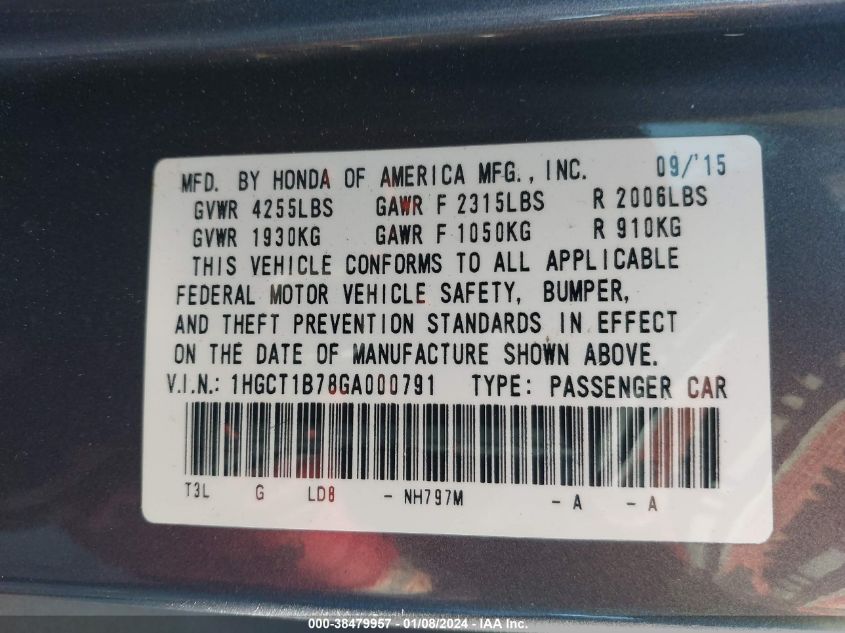 MFD. BY HONDA OF AMERICA MFG., INC. 09/'15
GVWR 4255LBS GAWR F 2315LBS R 2006LBS
GVWR 1930KG GAWR F 1050KG R 910KG
THIS VEHICLE CONFORMS TO ALL APPLICABLE
FEDERAL MOTOR VEHICLE SAFETY, BUMPER,
AND THEFT PREVENTION STANDARDS IN EFFECT
ON THE DATE OF MANUFACTURE SHOWN ABOVE.
V.I.N.: 1HGCT1B78GA000791 TYPE: PASSENGER CAR
T3L G LD8 - NH797M - A - A
000-38479957 - 01/08/2024 - IAA Inc.